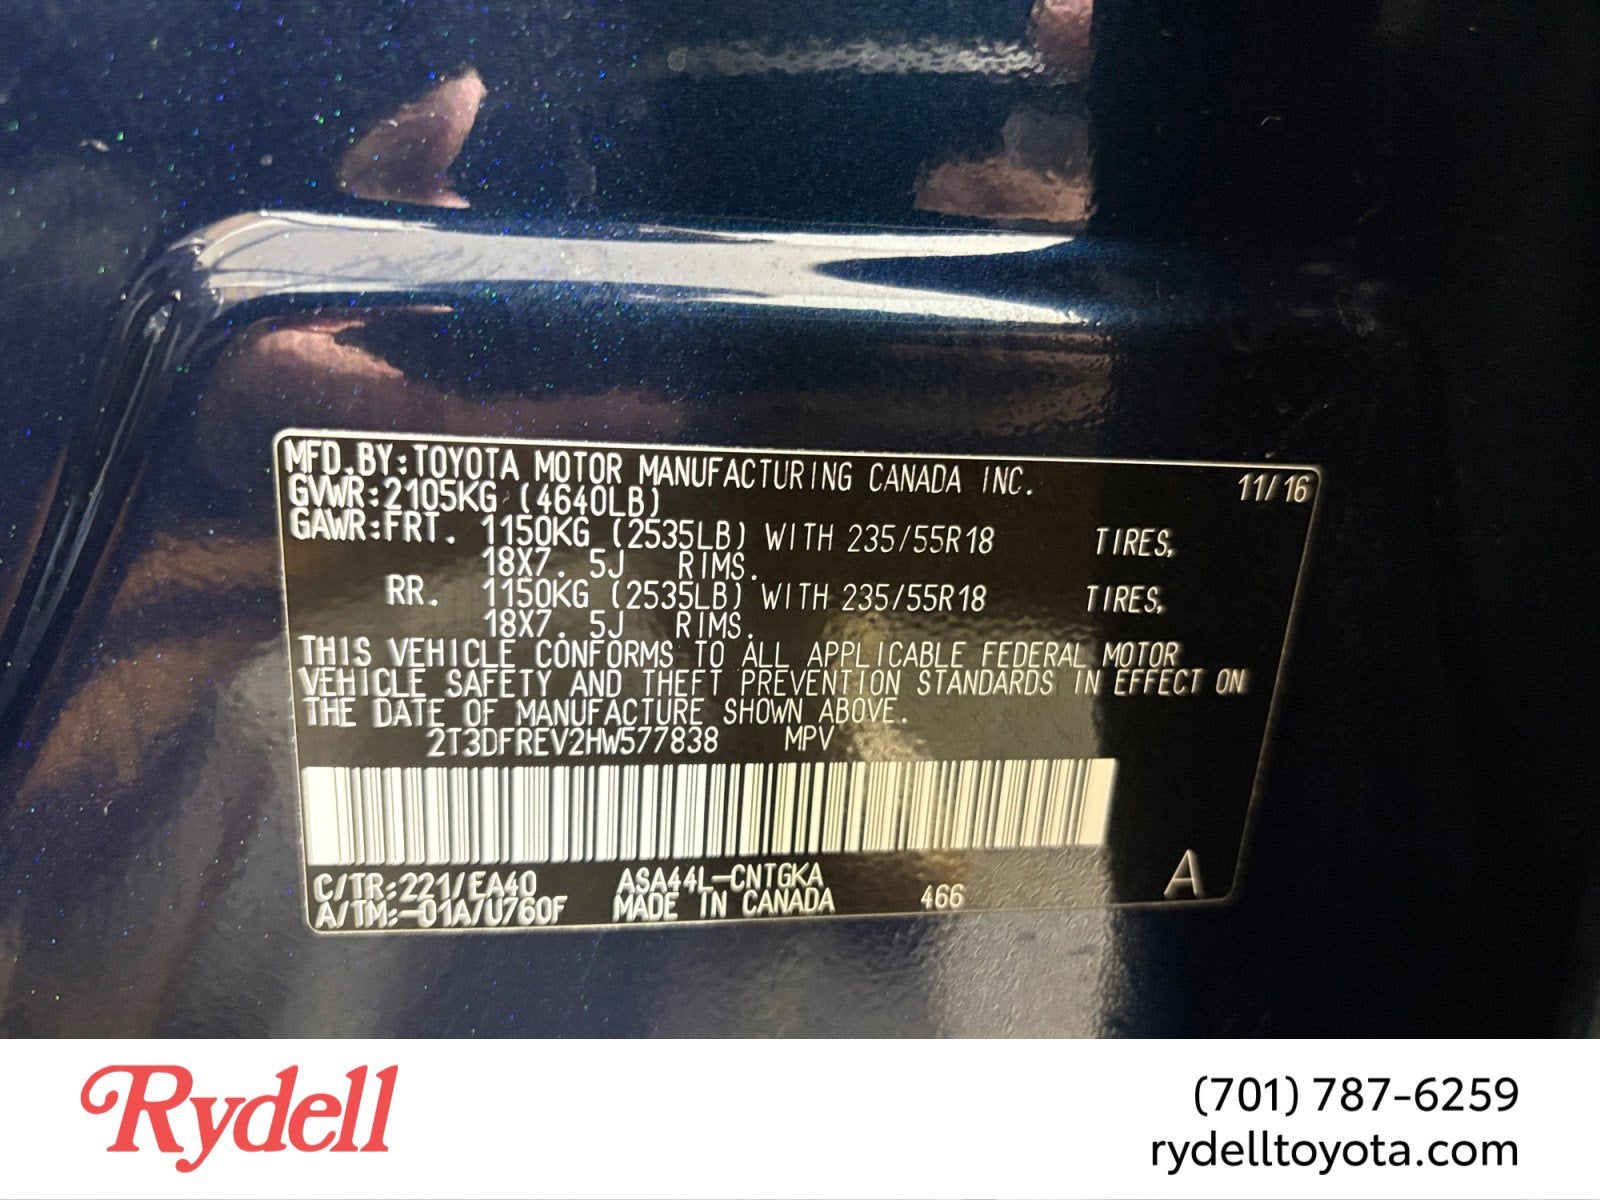 MFD.BY:TOYOTA MOTOR MANUFACTURING CANADA INC. 11/16
GVWR:2105KG (4640LB)
GAWR:FRT. 1150KG (2535LB) WITH 235/55R18 TIRES,
18X7. 5J RIMS.
RR. 1150KG (2535LB) WITH 235/55R18 TIRES,
18X7. 5J RIMS.
THIS VEHICLE CONFORMS TO ALL APPLICABLE FEDERAL MOTOR
VEHICLE SAFETY AND THEFT PREVENTION STANDARDS IN EFFECT ON
THE DATE OF MANUFACTURE SHOWN ABOVE.
2T3DFREV2HW577838 MPV
C/TR:221/EA40 ASA44L-CNTGKA 466 A
A/TM:-01A/U760F MADE IN CANADA
Rydell
(701) 787-6259
rydelltoyota.com